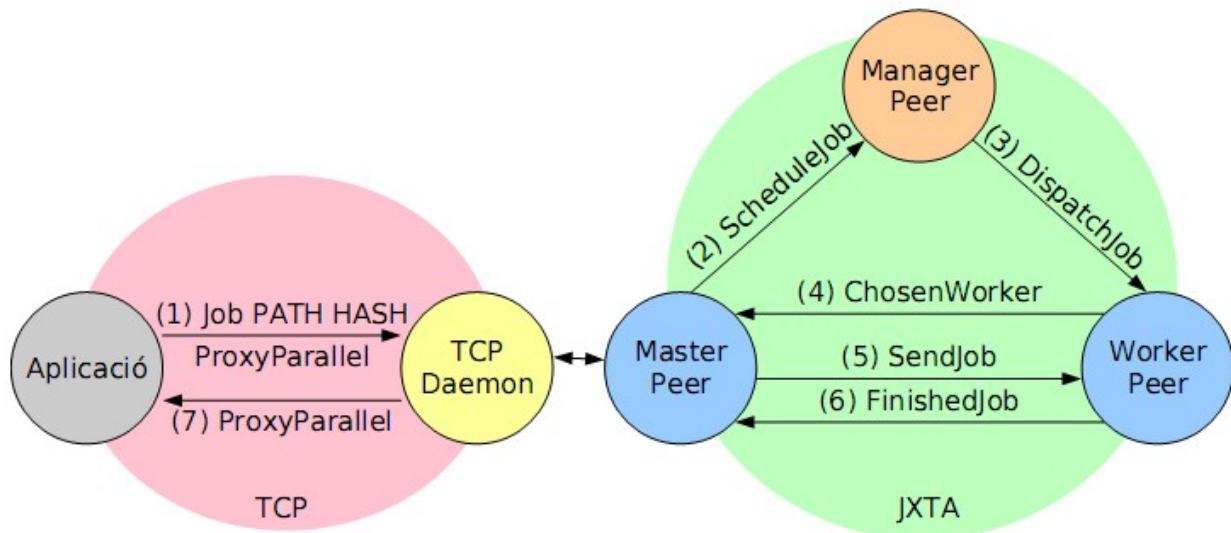 Manager
Peer
(2) ScheduleJob
(3) DispatchJob
(1) Job PATH HASH
ProxyParallel
(4) ChosenWorker
Aplicació
TCP
Daemon
Master
Peer
(5) SendJob
Worker
Peer
(7) ProxyParallel
(6) FinishedJob
TCP
JXTA